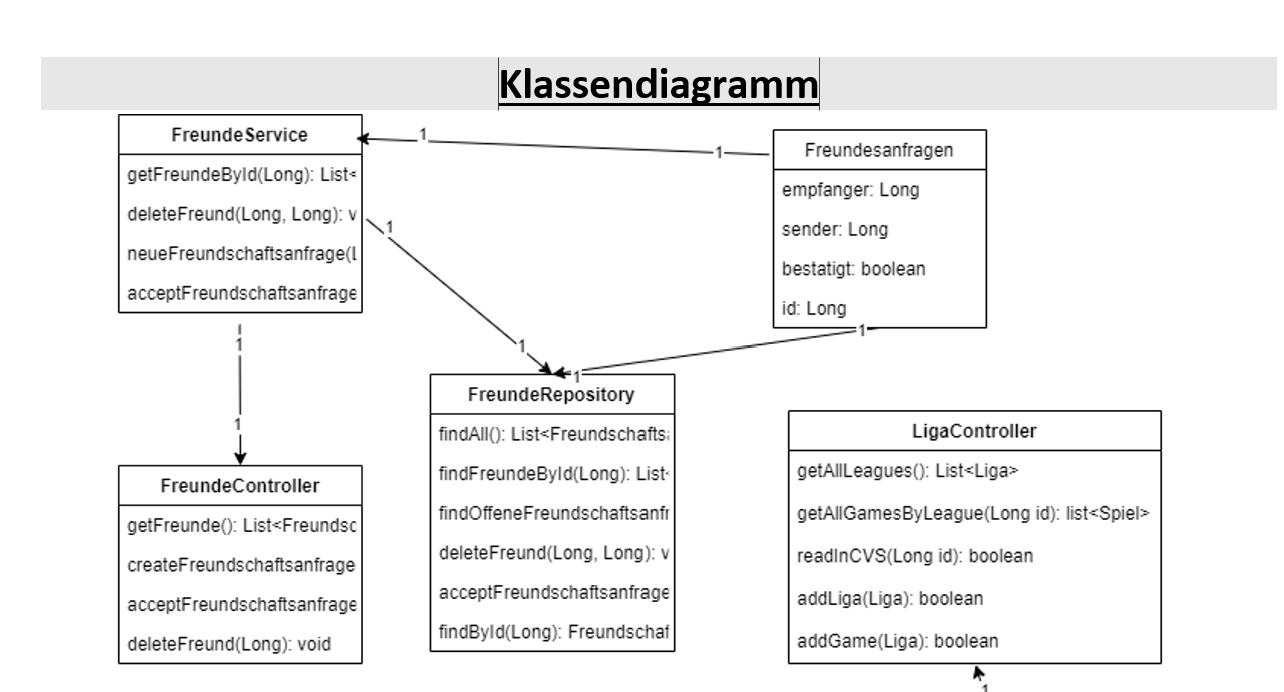 Klassendiagramm
FreundeService
getFreundeById(Long): List<
deleteFreund(Long, Long): v
neueFreundschaftsanfrage(L
acceptFreundschaftsanfrage
1
1
Freundesanfragen
empfanger: Long
sender: Long
bestatigt: boolean
id: Long
1
1
1
1
1
1
FreundeController
getFreunde(): List<Freundsc
createFreundschaftsanfrage
acceptFreundschaftsanfrage
deleteFreund(Long): void
FreundeRepository
findAll(): List<Freundschafts
findFreundeById(Long): List<
findOffeneFreundschaftsanfr
deleteFreund(Long, Long): v
acceptFreundschaftsanfrage
findById(Long): Freundschaf
LigaController
getAllLeagues(): List<Liga>
getAllGamesByLeague(Long id): list<Spiel>
readInCVS(Long id): boolean
addLiga(Liga): boolean
addGame(Liga): boolean
1